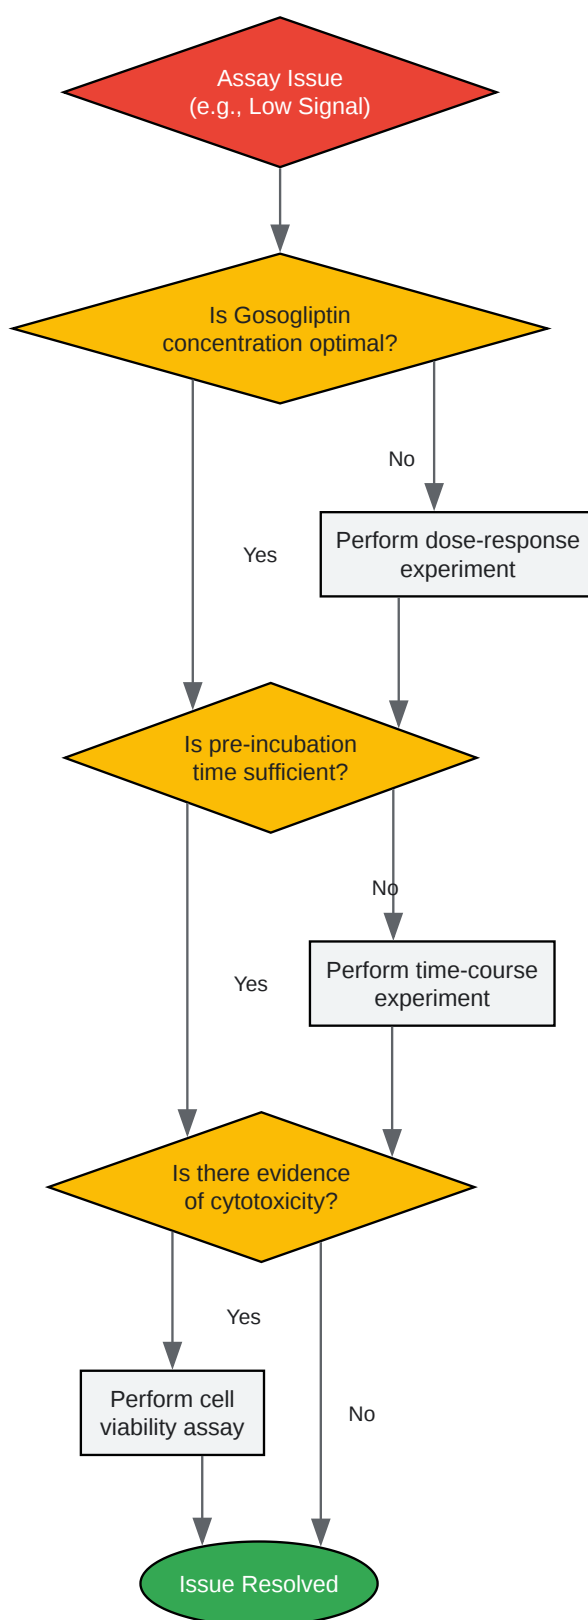 Assay Issue
(e.g., Low Signal)
Is Gosogliptin
concentration optimal?
No
Perform dose-response
experiment
Yes
Is pre-incubation
time sufficient?
No
Perform time-course
experiment
Yes
Is there evidence
of cytotoxicity?
Yes
Perform cell
viability assay
No
Issue Resolved